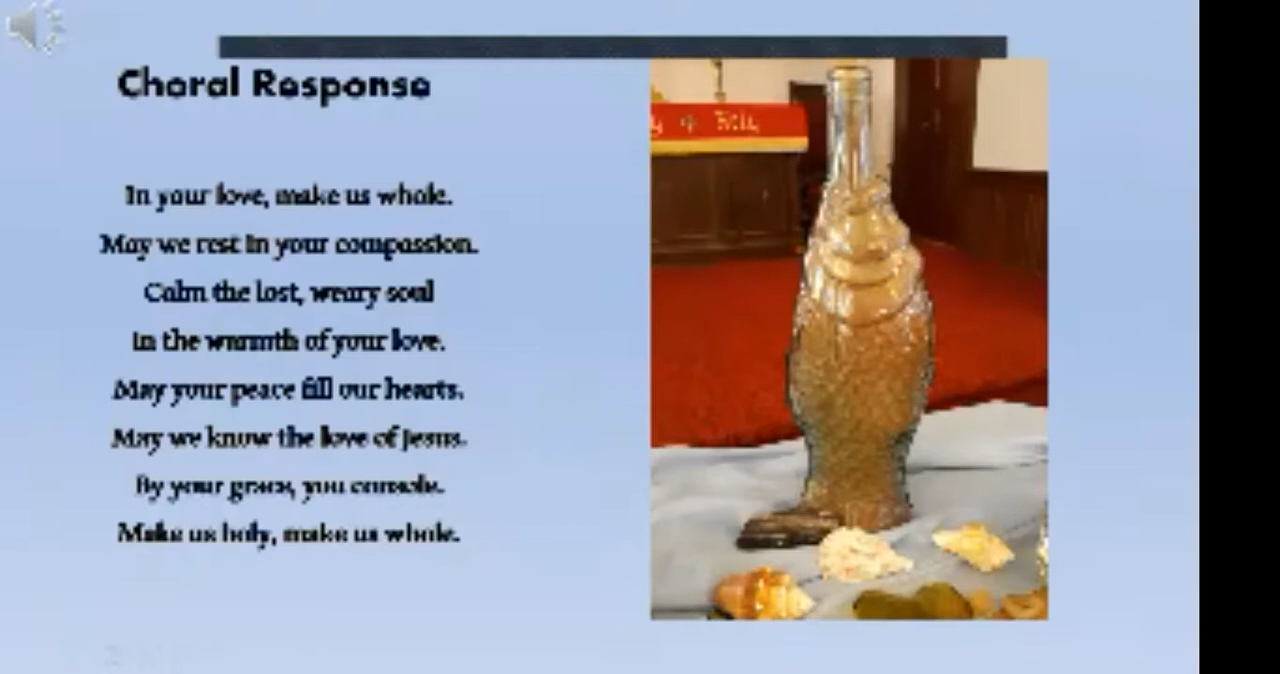 Choral Response
In your love, make us whole.
May we rest in your compassion.
Calm the lost, weary soul
In the warmth of your love.
May your peace fill our hearts.
May we know the love of Jesus.
By your grace, you console.
Make us holy, make us whole.